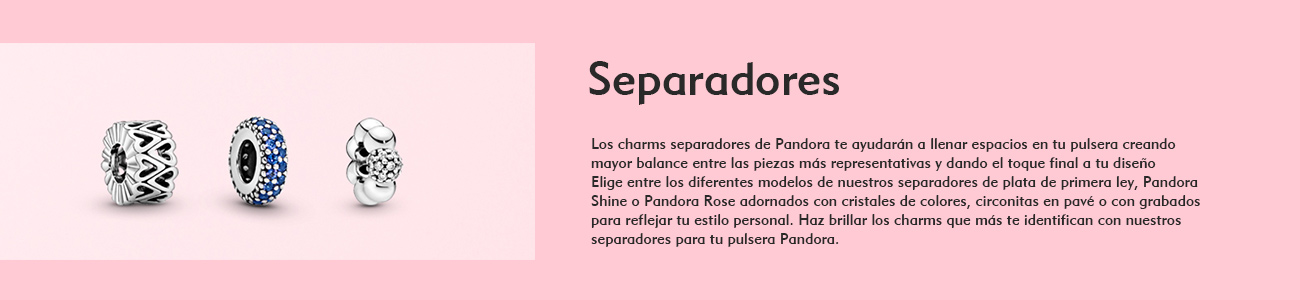 Separadores
Los charms separadores de Pandora te ayudarán a llenar espacios en tu pulsera creando
mayor balance entre las piezas más representativas y dando el toque final a tu diseño
Elige entre los diferentes modelos de nuestros separadores de plata de primera ley, Pandora
Shine o Pandora Rose adornados con cristales de colores, circonitas en pavé o con grabados
para reflejar tu estilo personal. Haz brillar los charms que más te identifican con nuestros
separadores para tu pulsera Pandora.